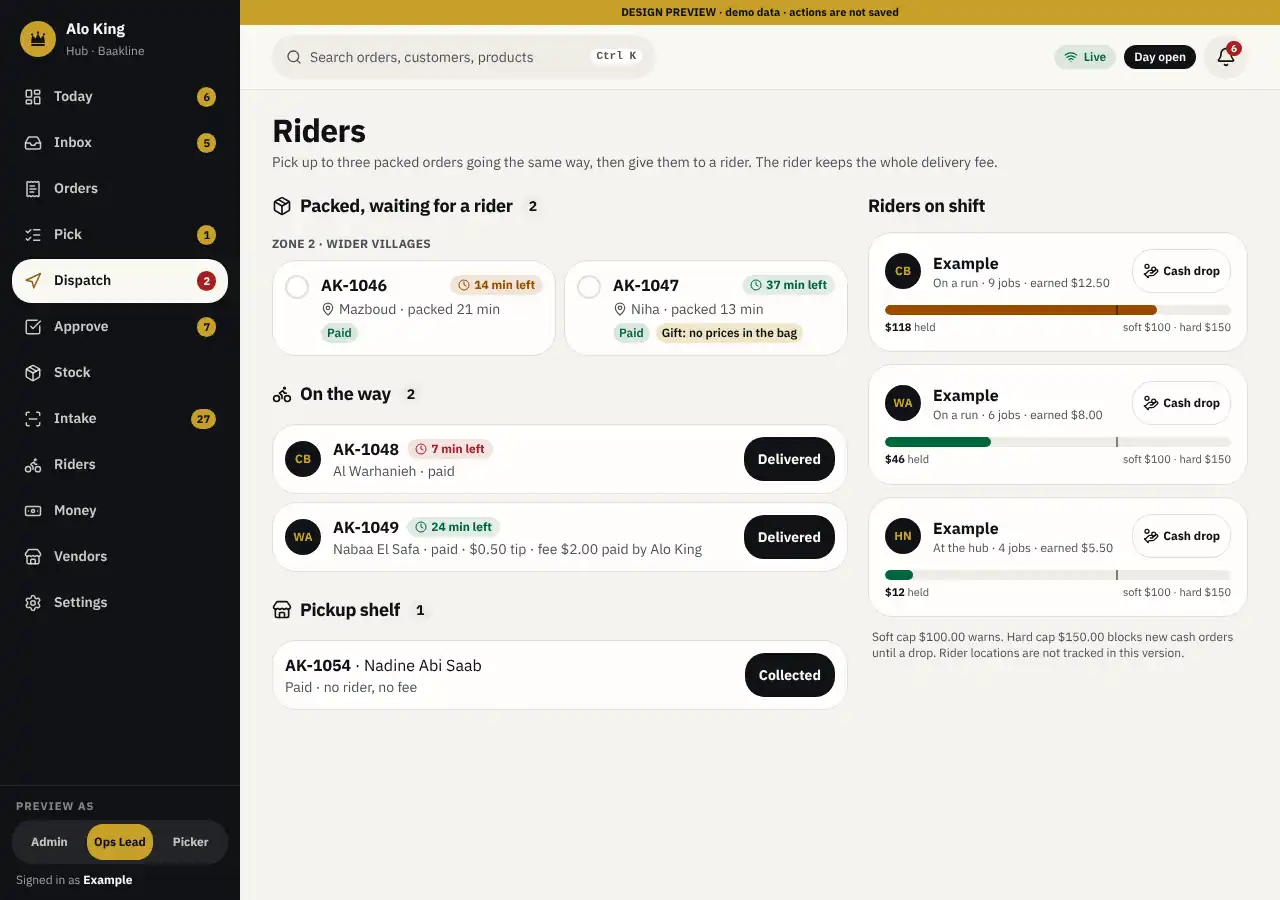 DESIGN PREVIEW · demo data · actions are not saved
Alo King
Hub · Baakline
Today 6
Inbox 5
Orders
Pick 1
Dispatch 2
Approve 7
Stock
Intake 27
Riders
Money
Vendors
Settings
PREVIEW AS
Admin Ops Lead Picker
Signed in as Example
Search orders, customers, products Ctrl K
Live
Day open
6
Riders
Pick up to three packed orders going the same way, then give them to a rider. The rider keeps the whole delivery fee.
Packed, waiting for a rider 2
ZONE 2 · WIDER VILLAGES
AK-1046 14 min left
Mazboud · packed 21 min
Paid
AK-1047 37 min left
Niha · packed 13 min
Paid Gift: no prices in the bag
On the way 2
CB AK-1048 7 min left
Al Warhanieh · paid
Delivered
WA AK-1049 24 min left
Nabaa El Safa · paid · $0.50 tip · fee $2.00 paid by Alo King
Delivered
Pickup shelf 1
AK-1054 · Nadine Abi Saab
Paid · no rider, no fee
Collected
Riders on shift
CB Example
On a run · 9 jobs · earned $12.50
Cash drop
$118 held soft $100 · hard $150
WA Example
On a run · 6 jobs · earned $8.00
Cash drop
$46 held soft $100 · hard $150
HN Example
At the hub · 4 jobs · earned $5.50
Cash drop
$12 held soft $100 · hard $150
Soft cap $100.00 warns. Hard cap $150.00 blocks new cash orders
until a drop. Rider locations are not tracked in this version.